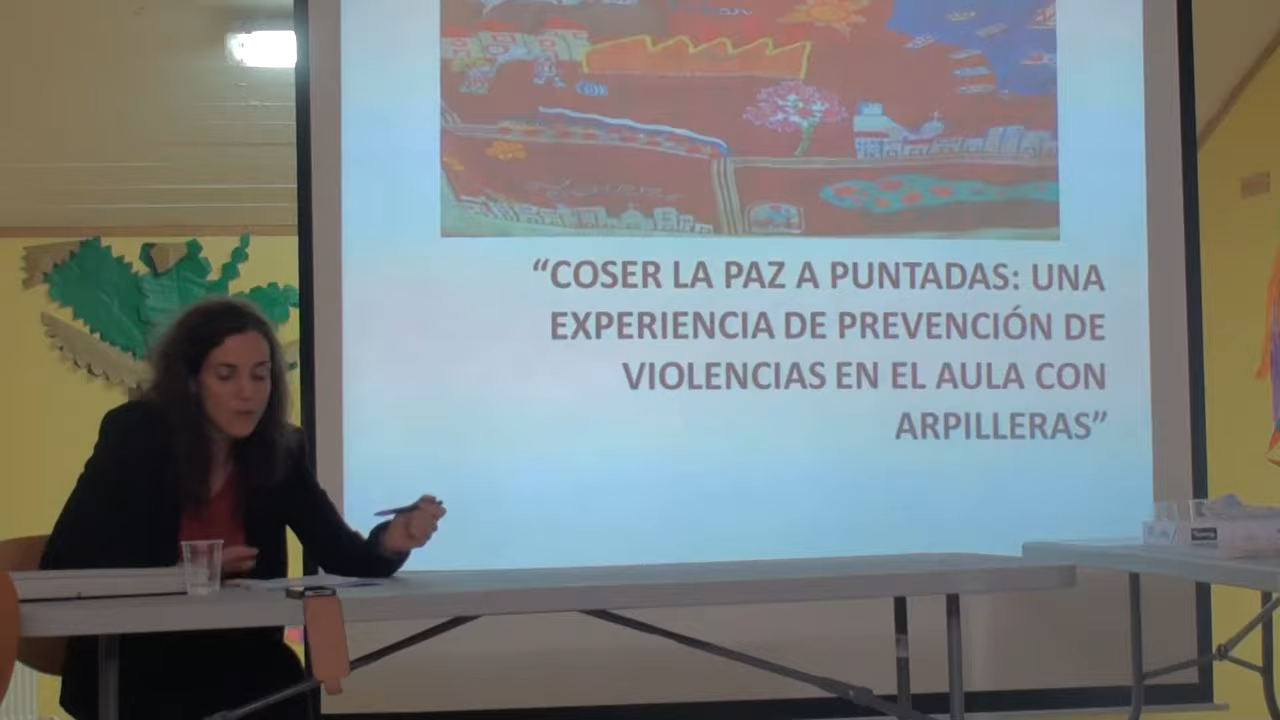 “COSER LA PAZ A PUNTADAS: UNA
EXPERIENCIA DE PREVENCIÓN DE
VIOLENCIAS EN EL AULA CON
ARPILLERAS”